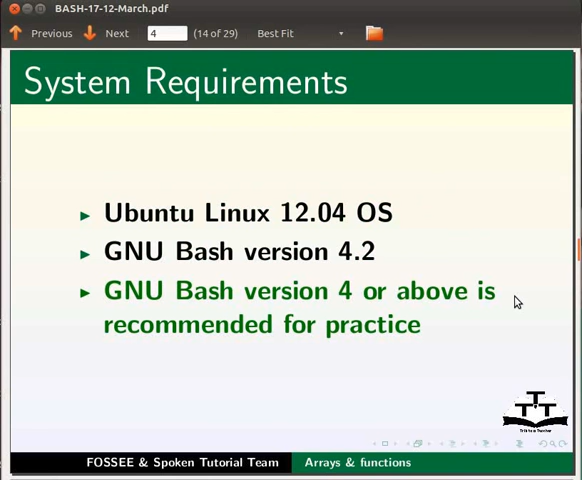 BASH-17-12-March.pdf
Previous Next 4 (14 of 29) Best Fit
System Requirements
Ubuntu Linux 12.04 OS
GNU Bash version 4.2
GNU Bash version 4 or above is
recommended for practice
TTT
FOSSEE & Spoken Tutorial Team Arrays & functions